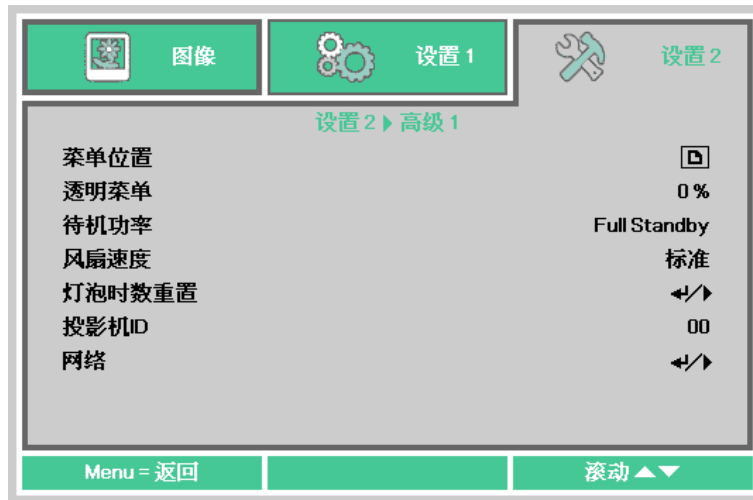 图像
设置 1
设置 2
设置 2 高级 1
菜单位置
透明菜单 0 %
待机功率 Full Standby
风扇速度 标准
灯泡时数重置 /
投影机ID 00
网络 /
Menu = 返回
滚动